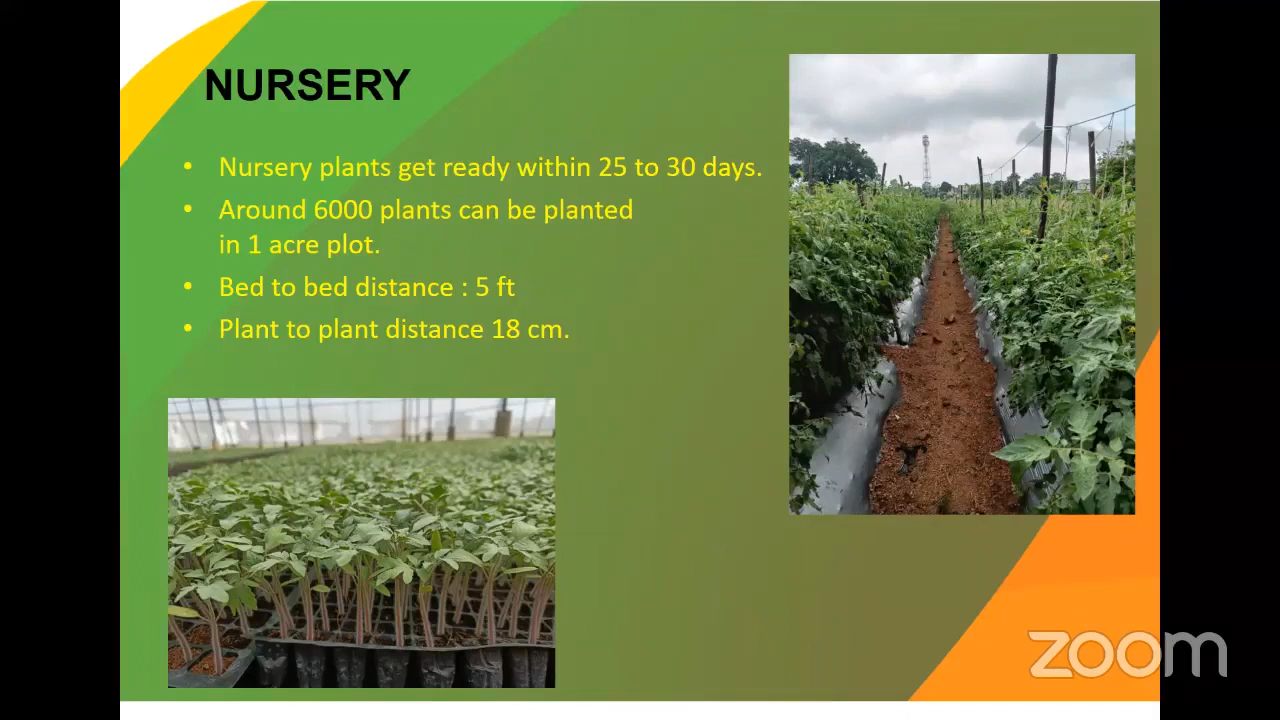 NURSERY
• Nursery plants get ready within 25 to 30 days.
• Around 6000 plants can be planted
in 1 acre plot.
• Bed to bed distance : 5 ft
• Plant to plant distance 18 cm.
zoom